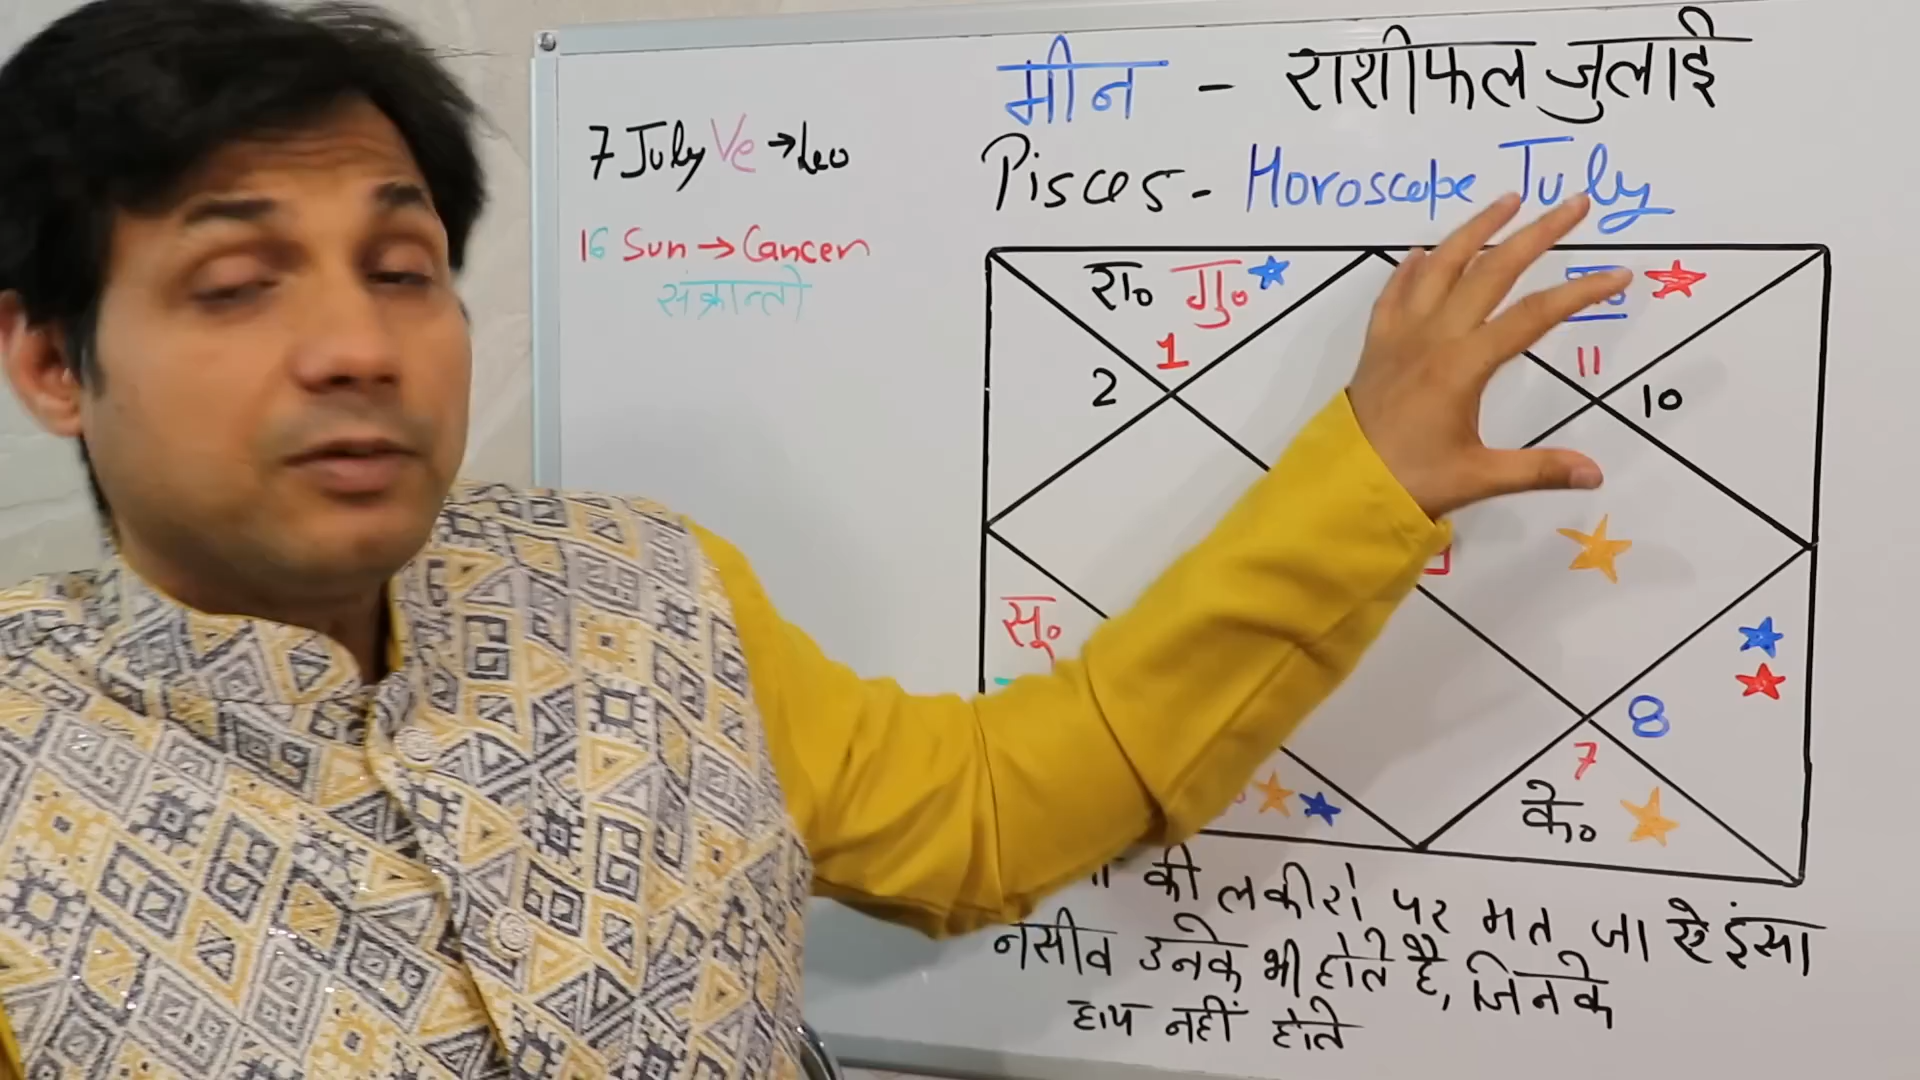 मीन - राशीफल जुलाई
Pisces - Horoscope July
7 July Ve → Leo
16 Sun → Cancer
संक्रान्ती
रा० गु०
1
2
11
10
सू०
8
7
के०
की लकीरो पर मत जा ऐ इंसा
नसीब उनके भी होते है, जिनके
हाथ नहीं होते